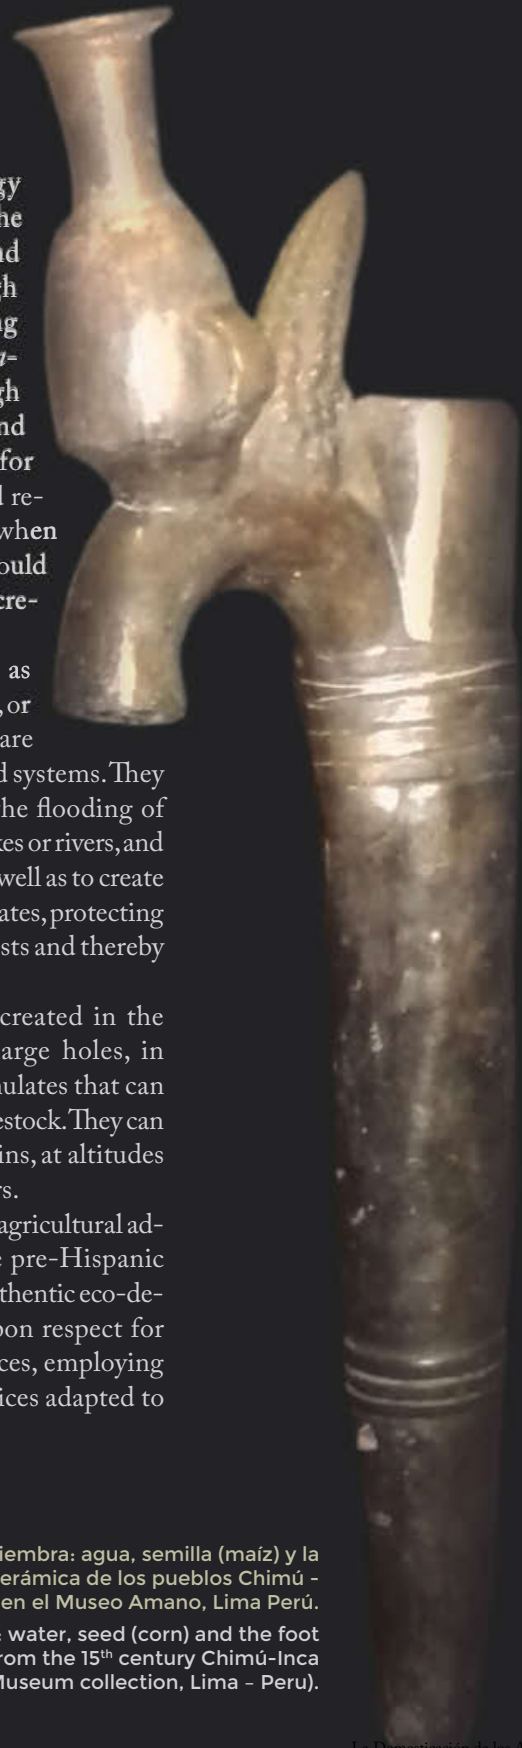 gy
he
nd
gh
ng
a-
gh
nd
for
d re-
when
ould
cre-
as
, or
are
d systems. They
he flooding of
kes or rivers, and
well as to create
ates, protecting
sts and thereby
created in the
arge holes, in
mulates that can
estock. They can
ins, at altitudes
rs.
agricultural ad-
e pre-Hispanic
thentic eco-de-
pon respect for
ces, employing
ices adapted to
iembra: agua, semilla (maíz) y la
erámica de los pueblos Chimú -
en el Museo Amano, Lima Perú.
: water, seed (corn) and the foot
rom the 15th century Chimú-Inca
Museum collection, Lima – Peru).
La Domesticación de las A